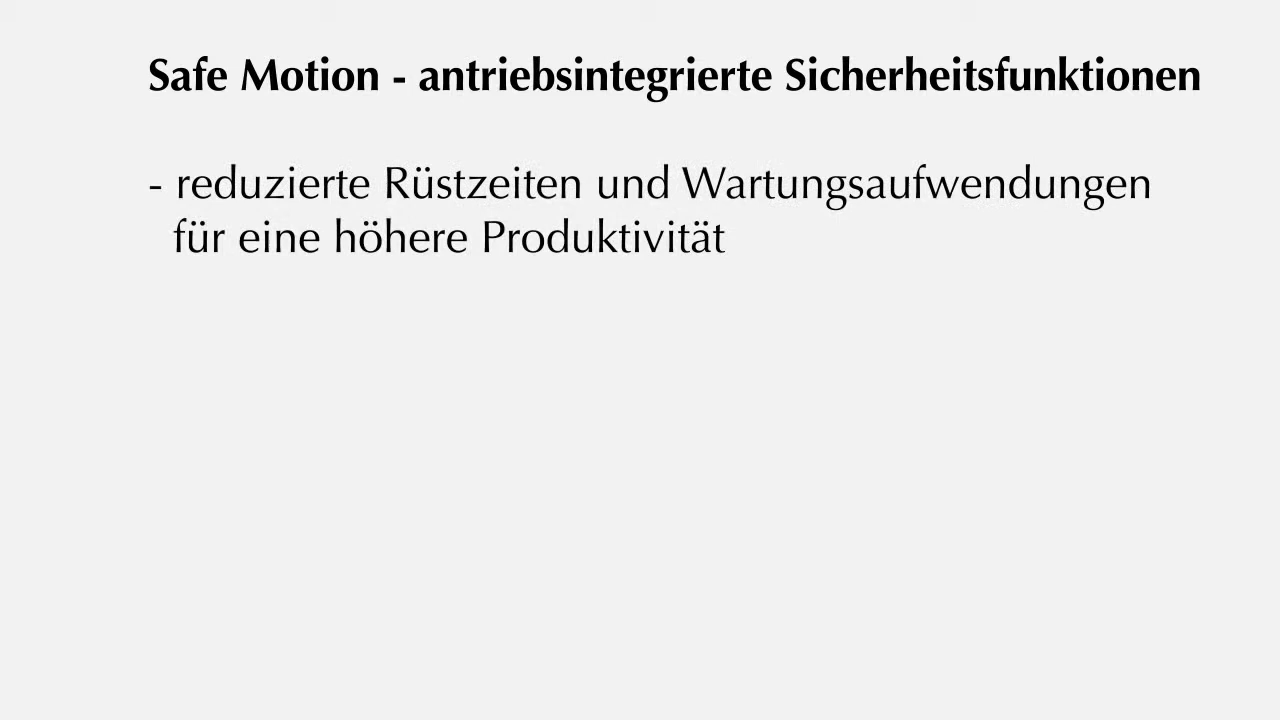 Safe Motion - antriebsintegrierte Sicherheitsfunktionen
- reduzierte Rüstzeiten und Wartungsaufwendungen
für eine höhere Produktivität